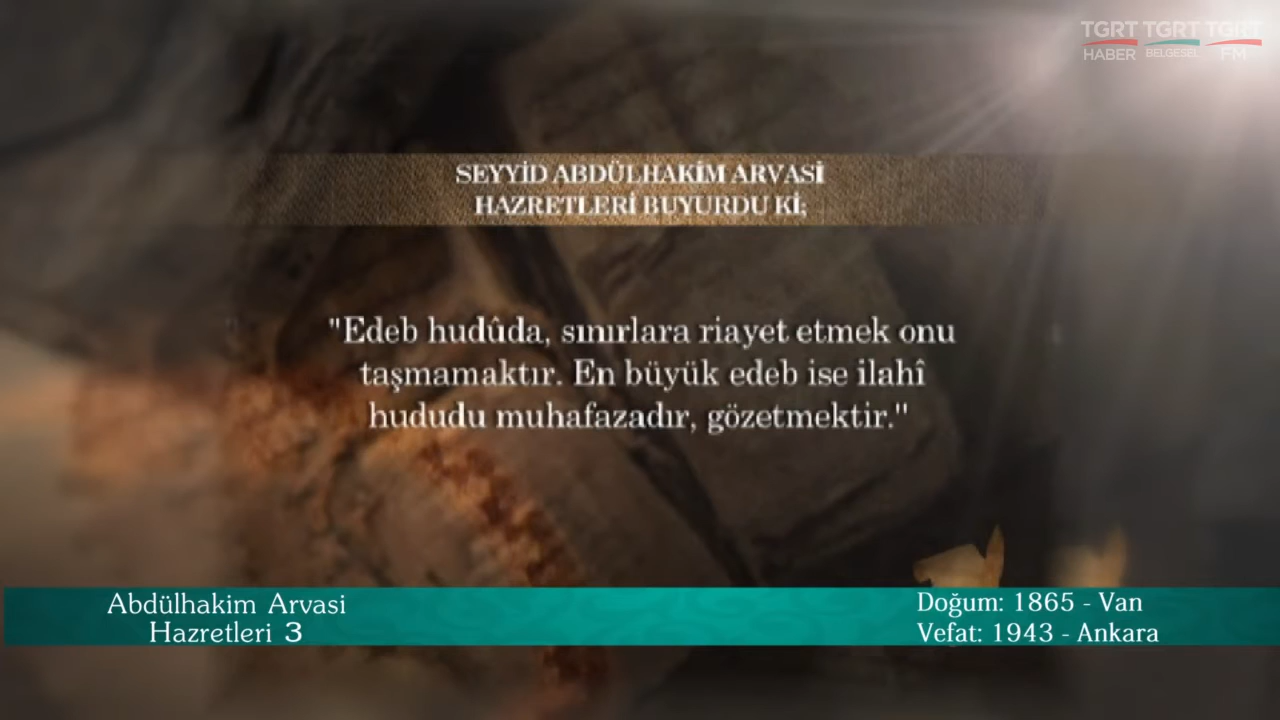 TGRT TGRT TGRT
HABER BELGESEL FM
SEYYİD ABDÜLHAKİM ARVASİ
HAZRETLERİ BUYURDU Kİ;
"Edeb hudûda, sınırlara riayet etmek onu
taşmamaktır. En büyük edeb ise ilahî
hududu muhafazadır, gözetmektir."
Abdülhakim Arvasi
Hazretleri 3
Doğum: 1865 - Van
Vefat: 1943 - Ankara